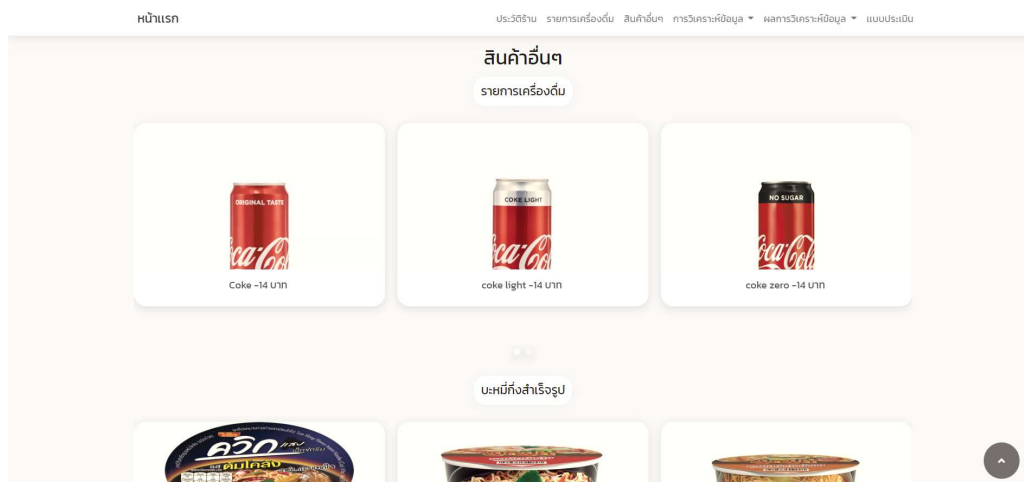 หน้าแรก
ประวัติร้าน รายการเครื่องดื่ม สินค้าอื่นๆ การวิเคราะห์ข้อมูล ผลการวิเคราะห์ข้อมูล แบบประเมิน
สินค้าอื่นๆ
รายการเครื่องดื่ม
ORIGINAL TASTE
COKE LIGHT
NO SUGAR
Coca-Cola
Coke -14 บาท
coke light -14 บาท
coke zero -14 บาท
บะหมี่กึ่งสำเร็จรูป
ควิก
แสบ
รส
ต้มโคล้ง